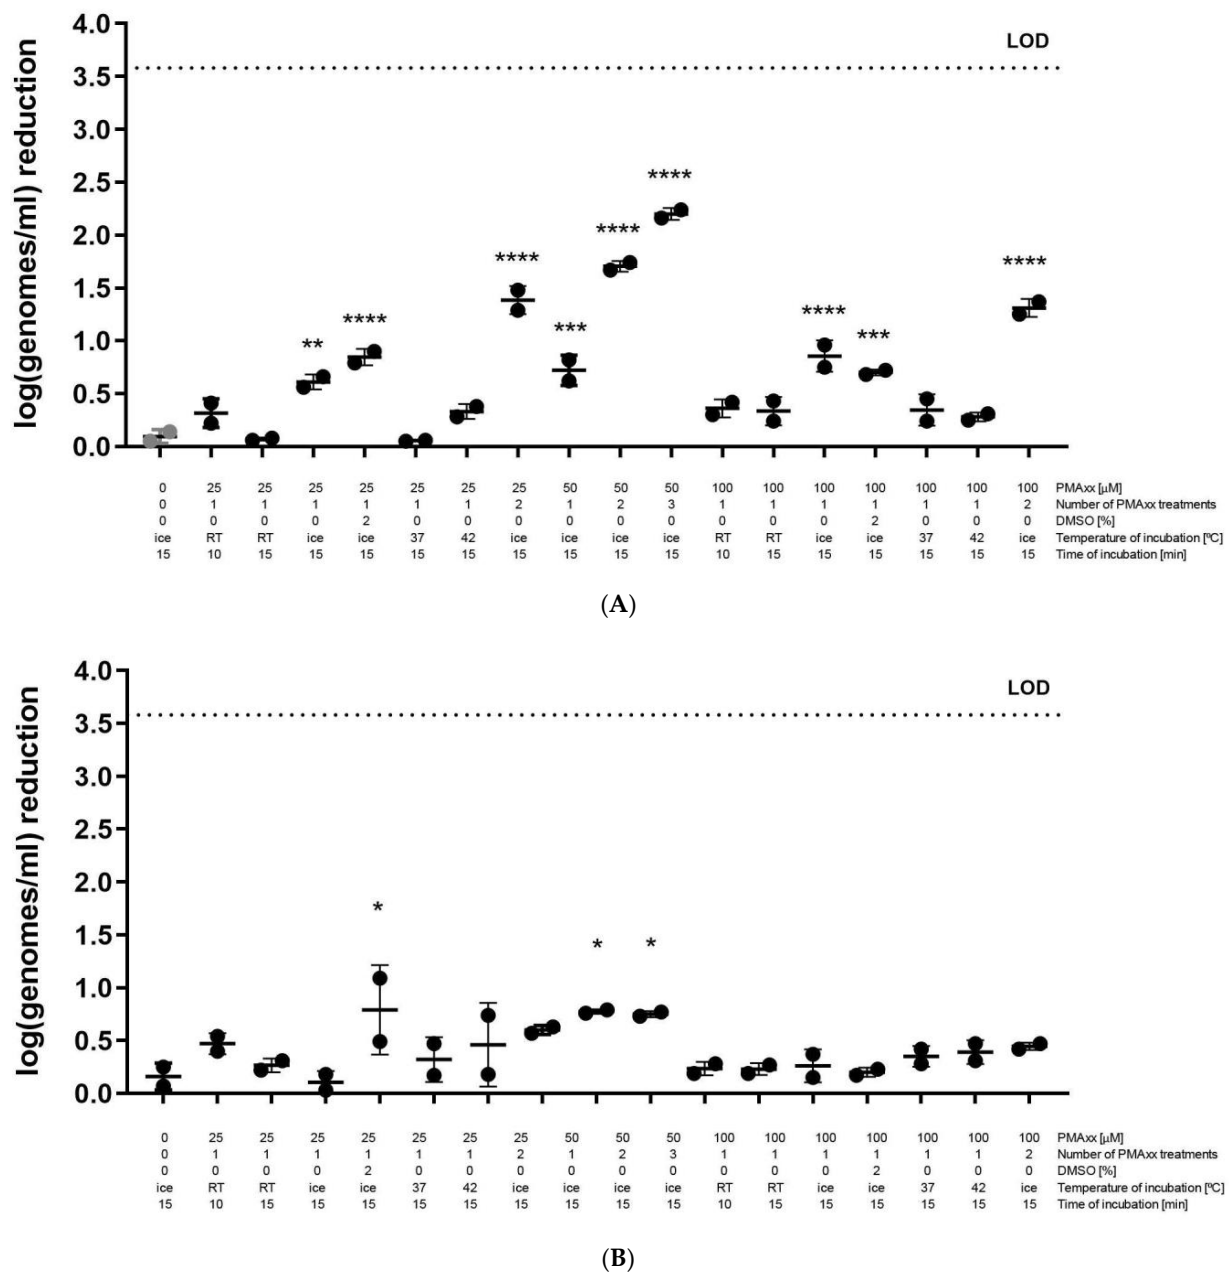 4.0
LOD
3.5
3.0
2.5
2.0
1.5
1.0
0.5
0.0
log(genomes/ml) reduction
** **** **** *** **** **** **** *** ****
0 25 25 25 25 25 25 25 50 50 50 100 100 100 100 100 100 100 PMAxx [µM]
0 1 1 1 1 1 1 2 1 2 3 1 1 1 1 1 1 2 Number of PMAxx treatments
0 0 0 0 2 0 0 0 0 0 0 0 0 0 2 0 0 0 DMSO [%]
ice RT RT ice ice 37 42 ice ice ice ice RT RT ice ice 37 42 ice Temperature of incubation [ºC]
15 10 15 15 15 15 15 15 15 15 15 10 15 15 15 15 15 15 Time of incubation [min]
(A)
4.0
LOD
3.5
3.0
2.5
2.0
1.5
1.0
0.5
0.0
log(genomes/ml) reduction
* * *
0 25 25 25 25 25 25 25 50 50 50 100 100 100 100 100 100 100 PMAxx [µM]
0 1 1 1 1 1 1 2 1 2 3 1 1 1 1 1 1 2 Number of PMAxx treatments
0 0 0 0 2 0 0 0 0 0 0 0 0 0 2 0 0 0 DMSO [%]
ice RT RT ice ice 37 42 ice ice ice ice RT RT ice ice 37 42 ice Temperature of incubation [ºC]
15 10 15 15 15 15 15 15 15 15 15 10 15 15 15 15 15 15 Time of incubation [min]
(B)